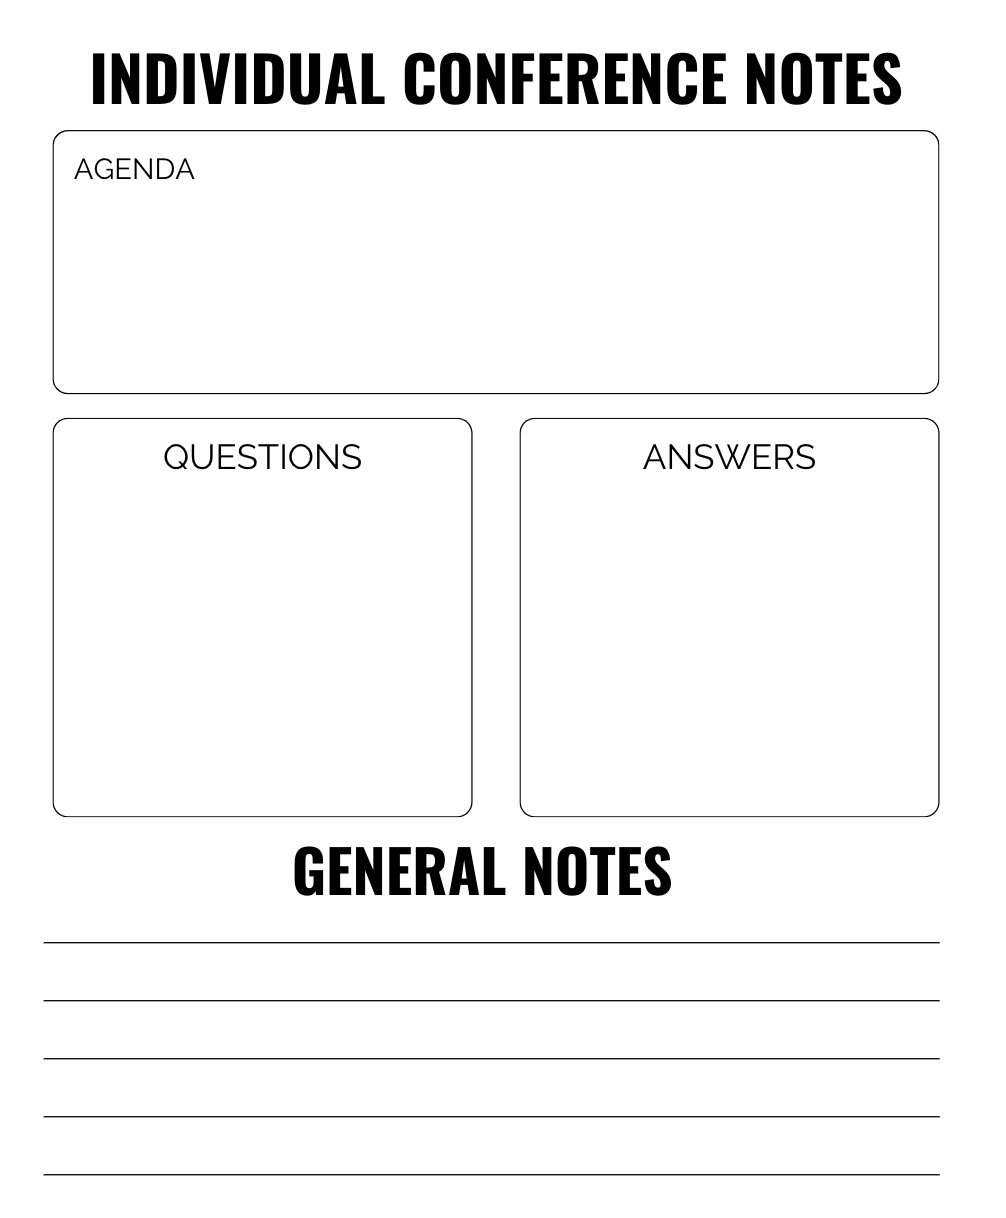 INDIVIDUAL CONFERENCE NOTES
AGENDA
QUESTIONS
ANSWERS
GENERAL NOTES